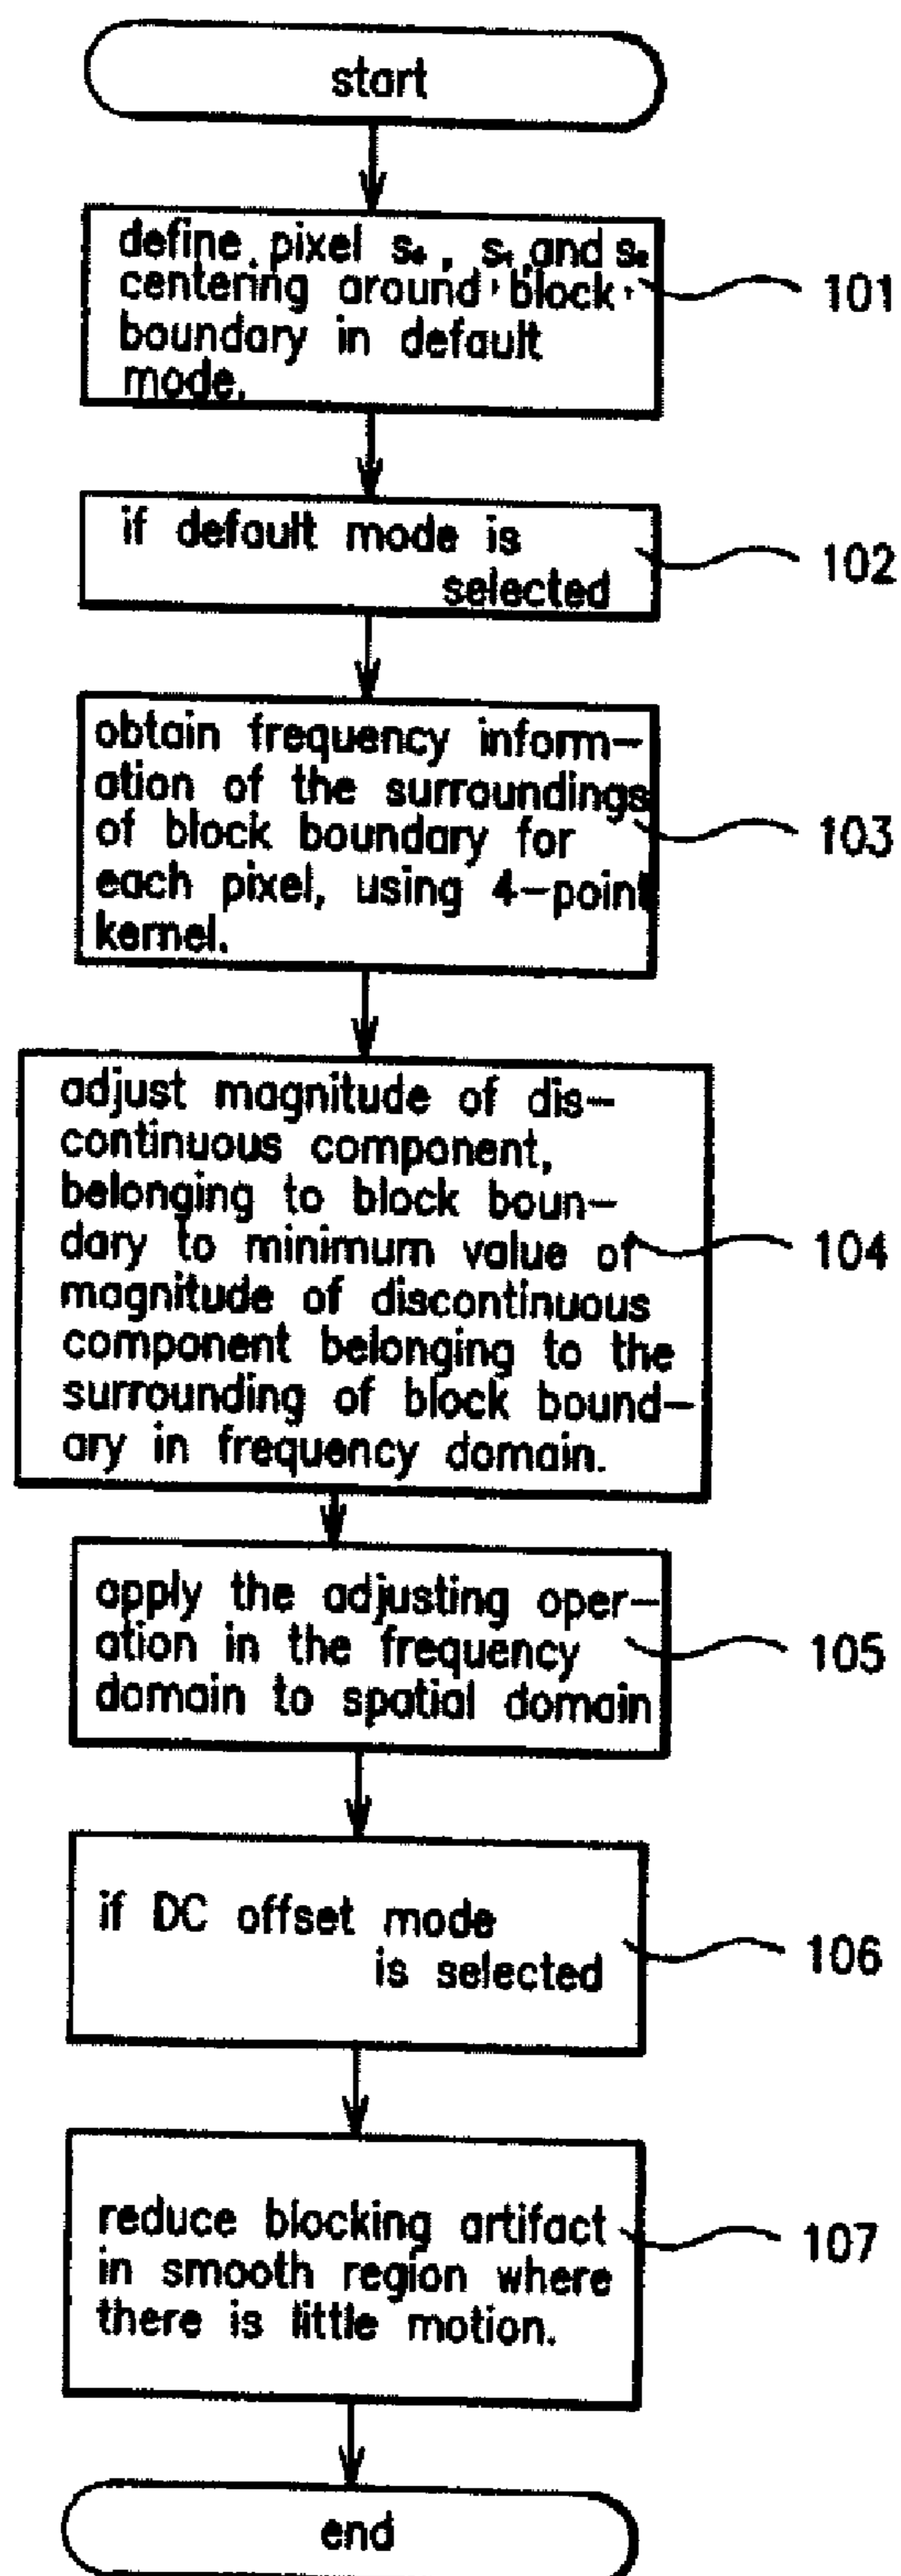 start
define pixel s₀, s₁ and s₂
centering around block
boundary in default
mode.
101
if default mode is
selected
102
obtain frequency inform-
ation of the surroundings
of block boundary for
each pixel, using 4-point
kernel.
103
adjust magnitude of dis-
continuous component,
belonging to block boun-
dary to minimum value of
magnitude of discontinuous
component belonging to the
surrounding of block bound-
ary in frequency domain.
104
apply the adjusting oper-
ation in the frequency
domain to spatial domain
105
if DC offset mode
is selected
106
reduce blocking artifact
in smooth region where
there is little motion.
107
end